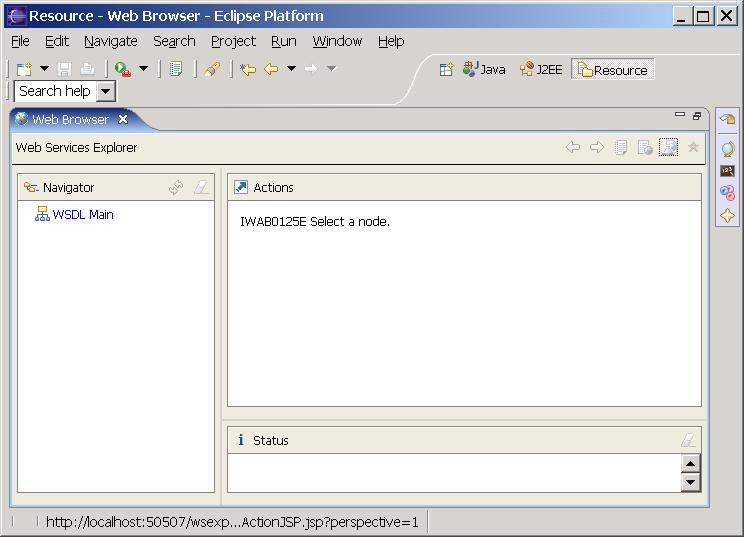 Resource - Web Browser - Eclipse Platform
File Edit Navigate Search Project Run Window Help
Java J2EE Resource
Search help
Web Browser
Web Services Explorer
Navigator
Actions
WSDL Main
IWAB0125E Select a node.
Status
http://localhost:50507/wsexp...ActionJSP.jsp?perspective=1